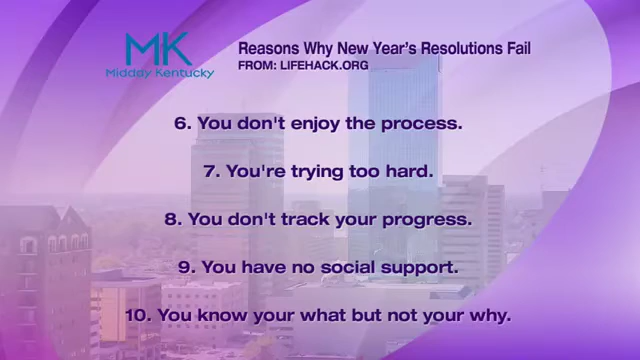 MK
Midday Kentucky
Reasons Why New Year's Resolutions Fail
FROM: LIFEHACK.ORG
6. You don't enjoy the process.
7. You're trying too hard.
8. You don't track your progress.
9. You have no social support.
10. You know your what but not your why.